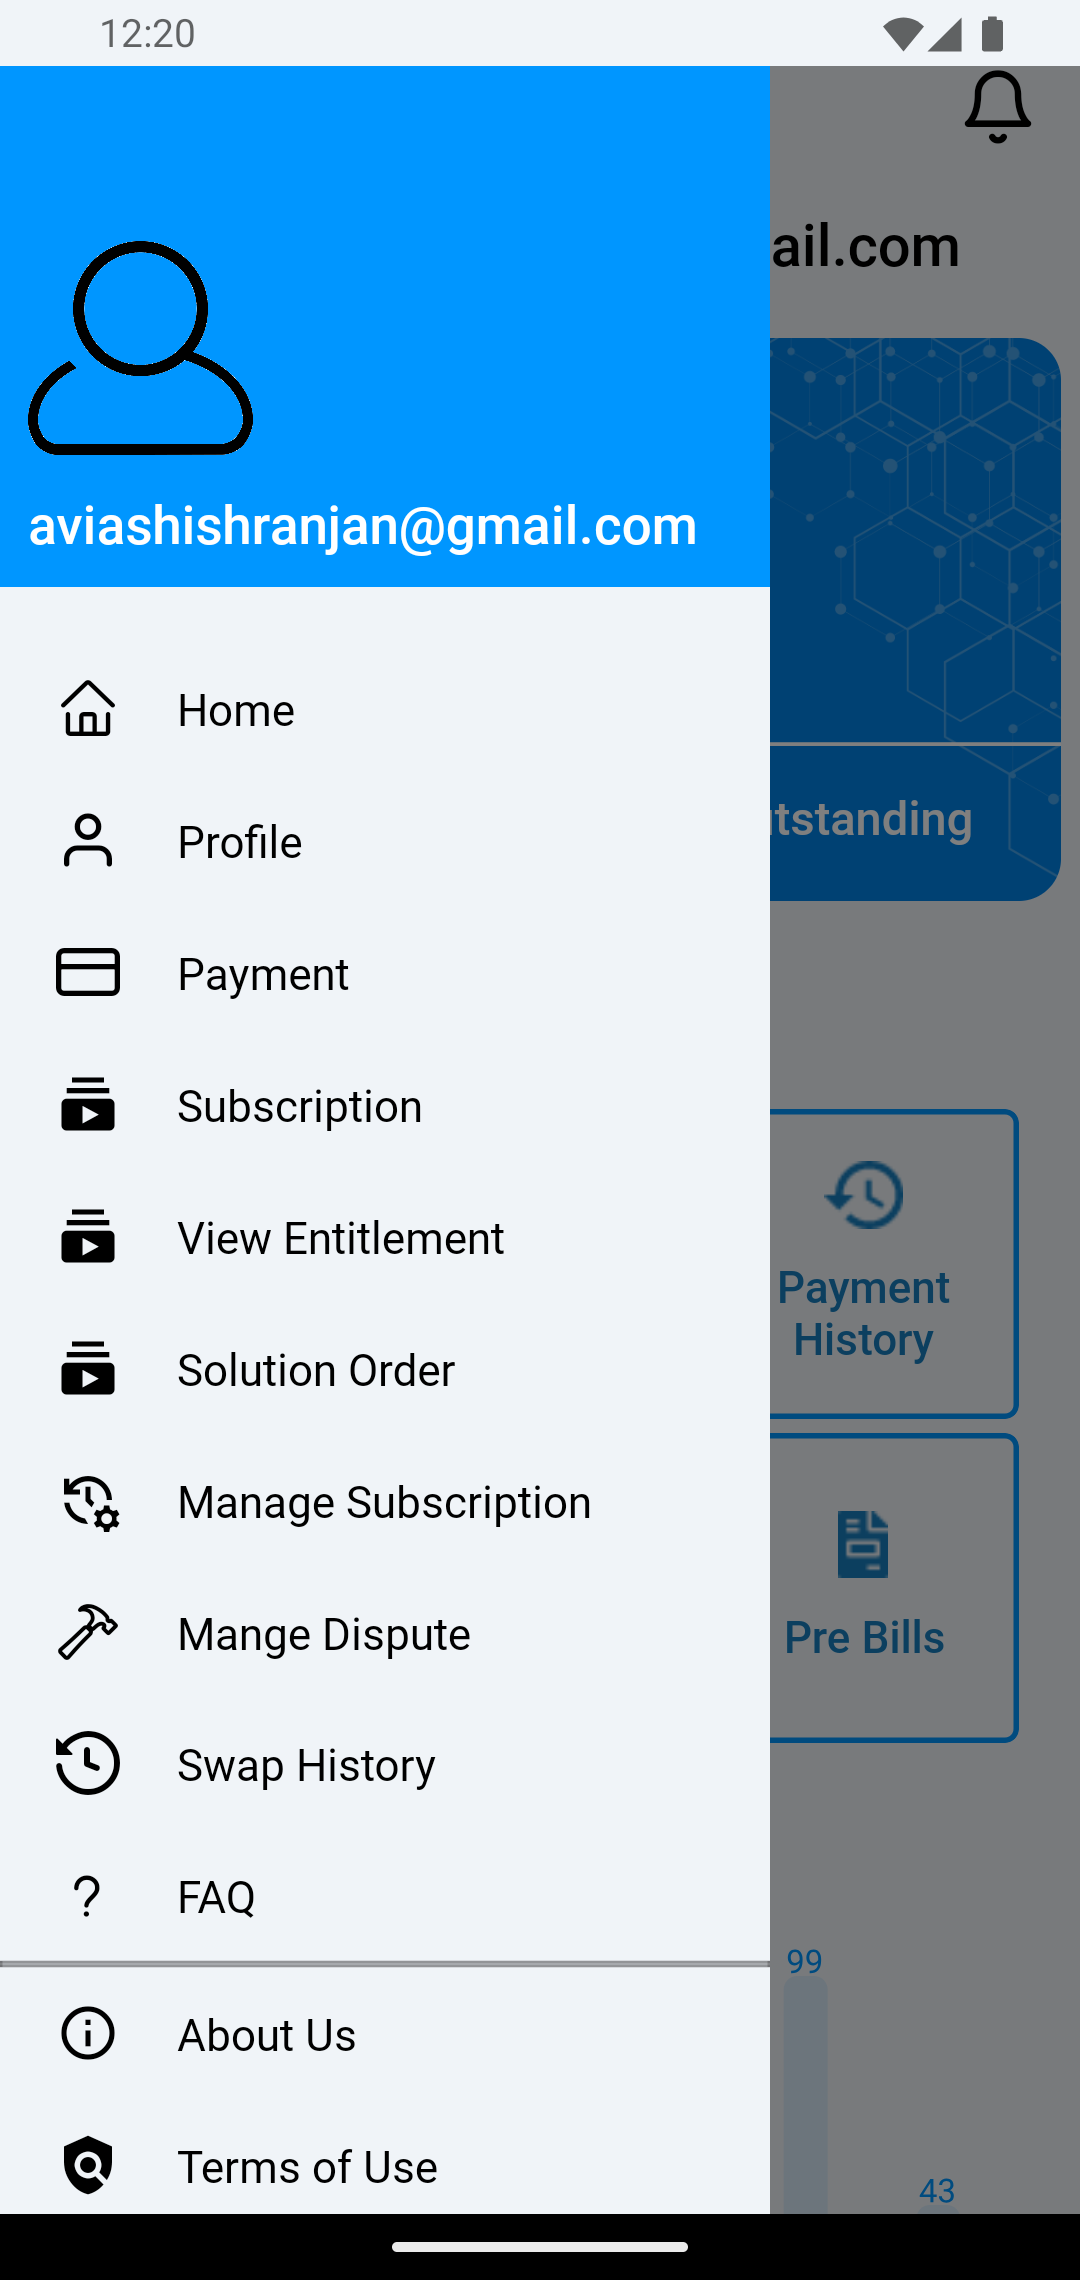 12:20
ail.com
aviashishranjan@gmail.com
Home
Profile
tstanding
Payment
Subscription
View Entitlement
Payment
History
Solution Order
Manage Subscription
Mange Dispute
Pre Bills
Swap History
FAQ
99
About Us
Terms of Use
43